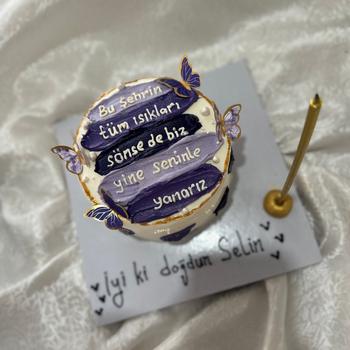 Bu şehrin
tüm ışıkları
sönse de biz
yine seninle
yanarız
İyi ki doğdun Selin